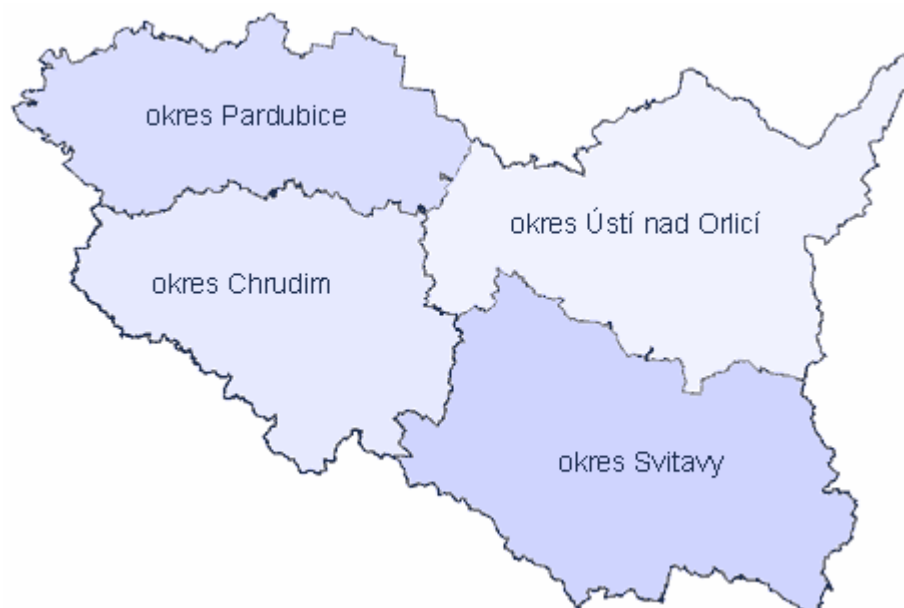 okres Pardubice
okres Ústí nad Orlicí
okres Chrudim
okres Svitavy